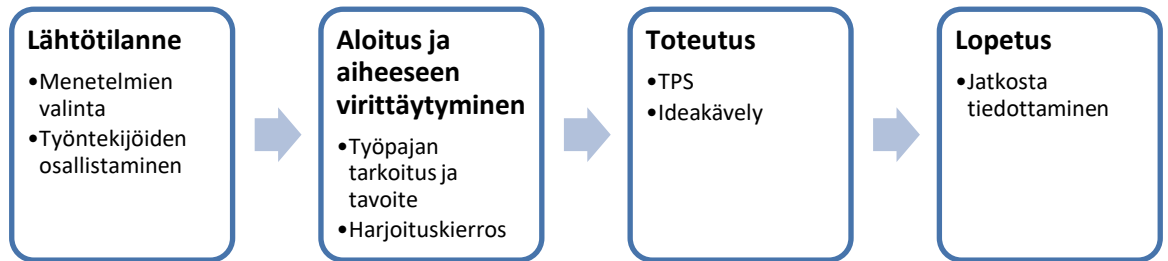 Lähtötilanne
•Menetelmien
valinta
•Työntekijöiden
osallistaminen
Aloitus ja
aiheeseen
virittäytyminen
•Työpajan
tarkoitus ja
tavoite
•Harjoituskierros
Toteutus
•TPS
•Ideakävely
Lopetus
•Jatkosta
tiedottaminen